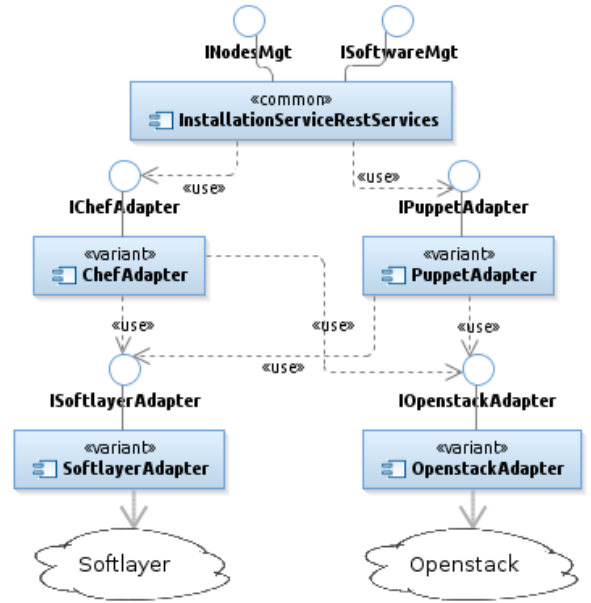 INodesMgt
ISoftwareMgt
«common»
InstallationServiceRestServices
«use»
«use»
IChefAdapter
IPuppetAdapter
«variant»
ChefAdapter
«variant»
PuppetAdapter
«use»
«use»
«use»
«use»
ISoftlayerAdapter
IOpenstackAdapter
«variant»
SoftlayerAdapter
«variant»
OpenstackAdapter
Softlayer
Openstack